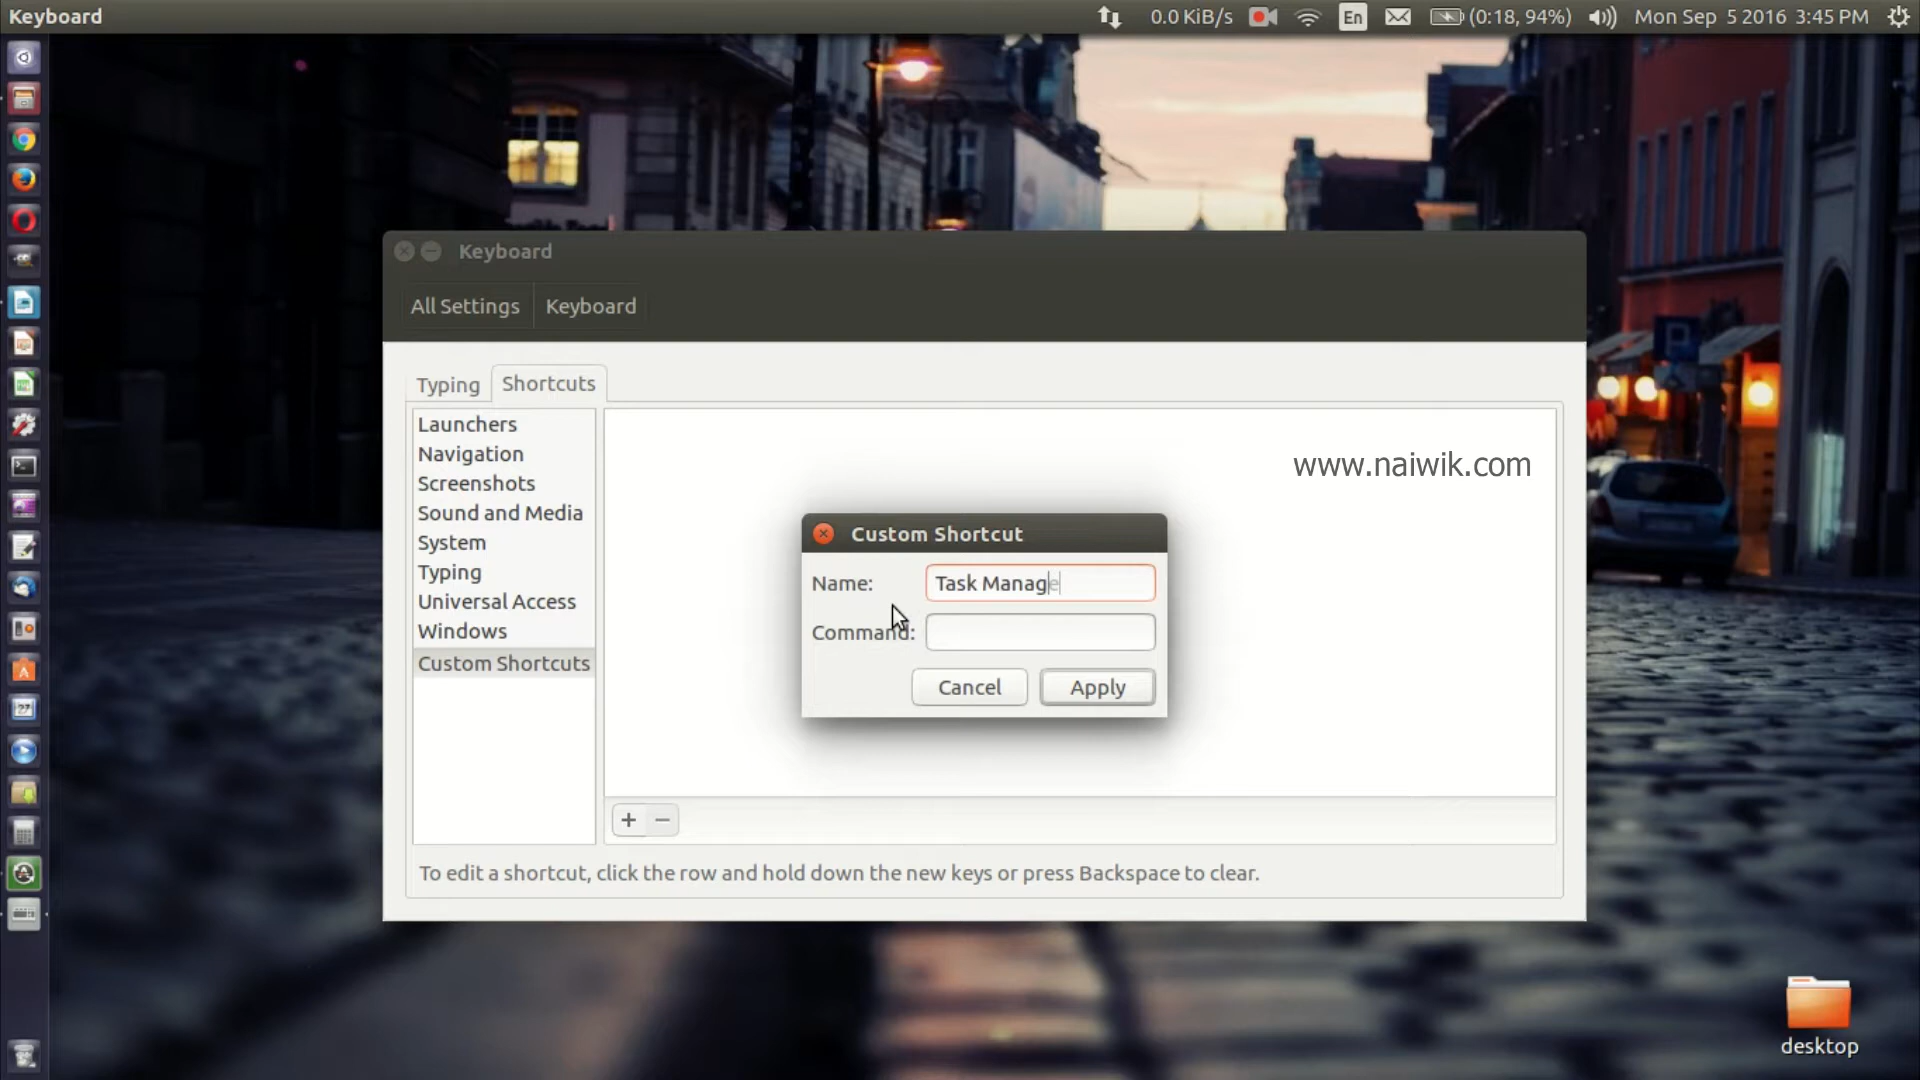 Keyboard
0.0 KiB/s
En
(0:18, 94%)
Mon Sep 5 2016 3:45 PM
Keyboard
All Settings
Keyboard
Typing
Shortcuts
Launchers
Navigation
Screenshots
Sound and Media
System
Typing
Universal Access
Windows
Custom Shortcuts
www.naiwik.com
Custom Shortcut
Name:
Task Manage
Command:
Cancel
Apply
+
−
To edit a shortcut, click the row and hold down the new keys or press Backspace to clear.
desktop